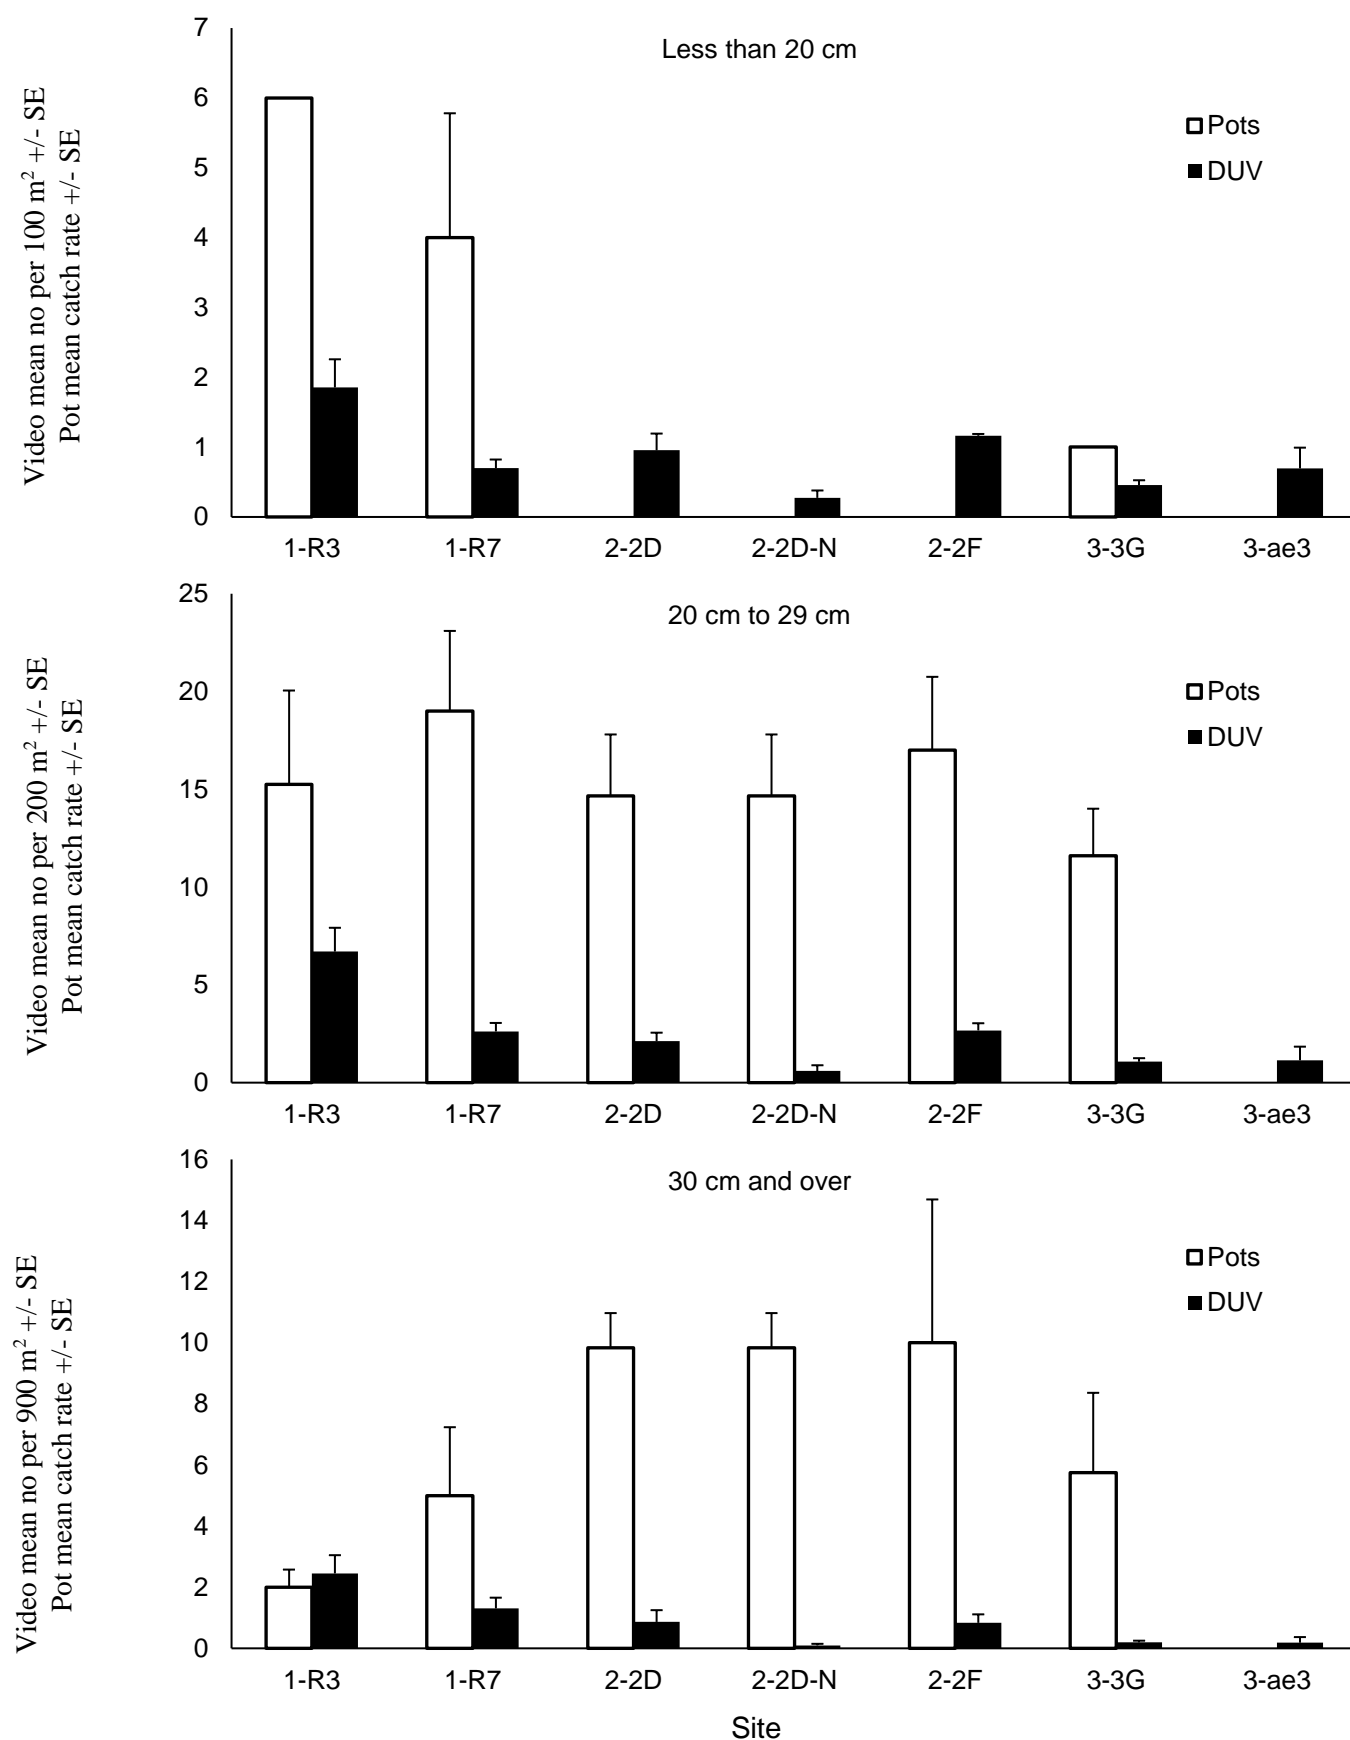 Less than 20 cm
Video mean no per 100 m² +/- SE
Pot mean catch rate +/- SE
7
6
5
4
3
2
1
0
Pots
DUV
1-R3 1-R7 2-2D 2-2D-N 2-2F 3-3G 3-ae3
20 cm to 29 cm
Video mean no per 200 m² +/- SE
Pot mean catch rate +/- SE
25
20
15
10
5
0
Pots
DUV
1-R3 1-R7 2-2D 2-2D-N 2-2F 3-3G 3-ae3
30 cm and over
Video mean no per 900 m² +/- SE
Pot mean catch rate +/- SE
16
14
12
10
8
6
4
2
0
Pots
DUV
1-R3 1-R7 2-2D 2-2D-N 2-2F 3-3G 3-ae3
Site